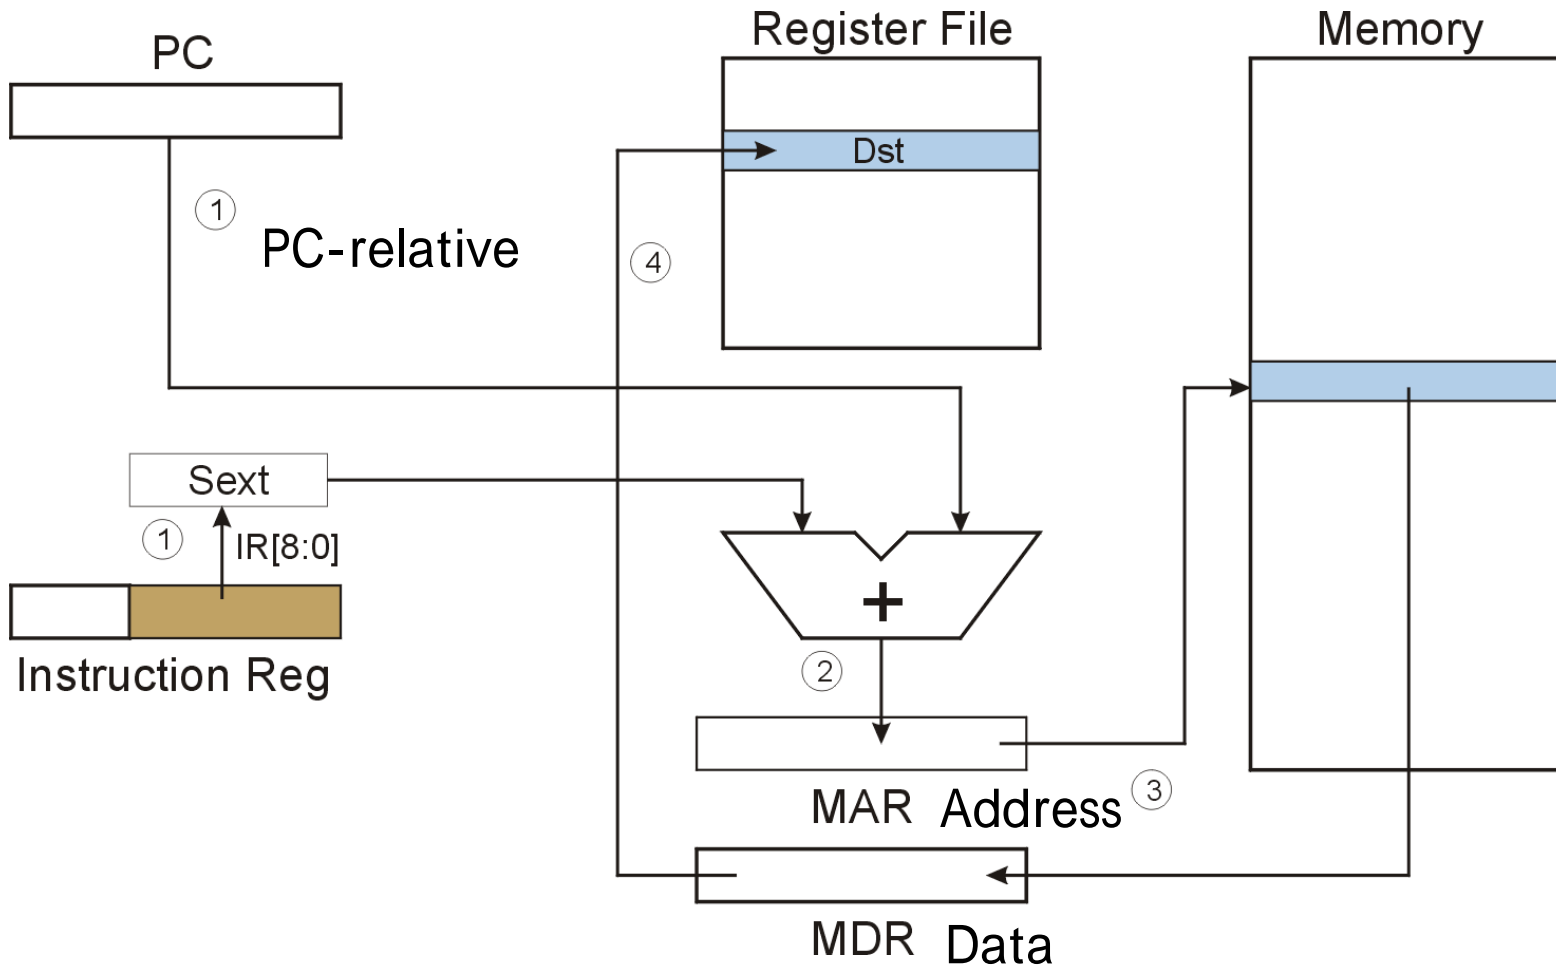 PC
Register File
Memory
Dst
1
PC-relative
4
Sext
1
IR[8:0]
+
Instruction Reg
2
MAR Address
3
MDR Data